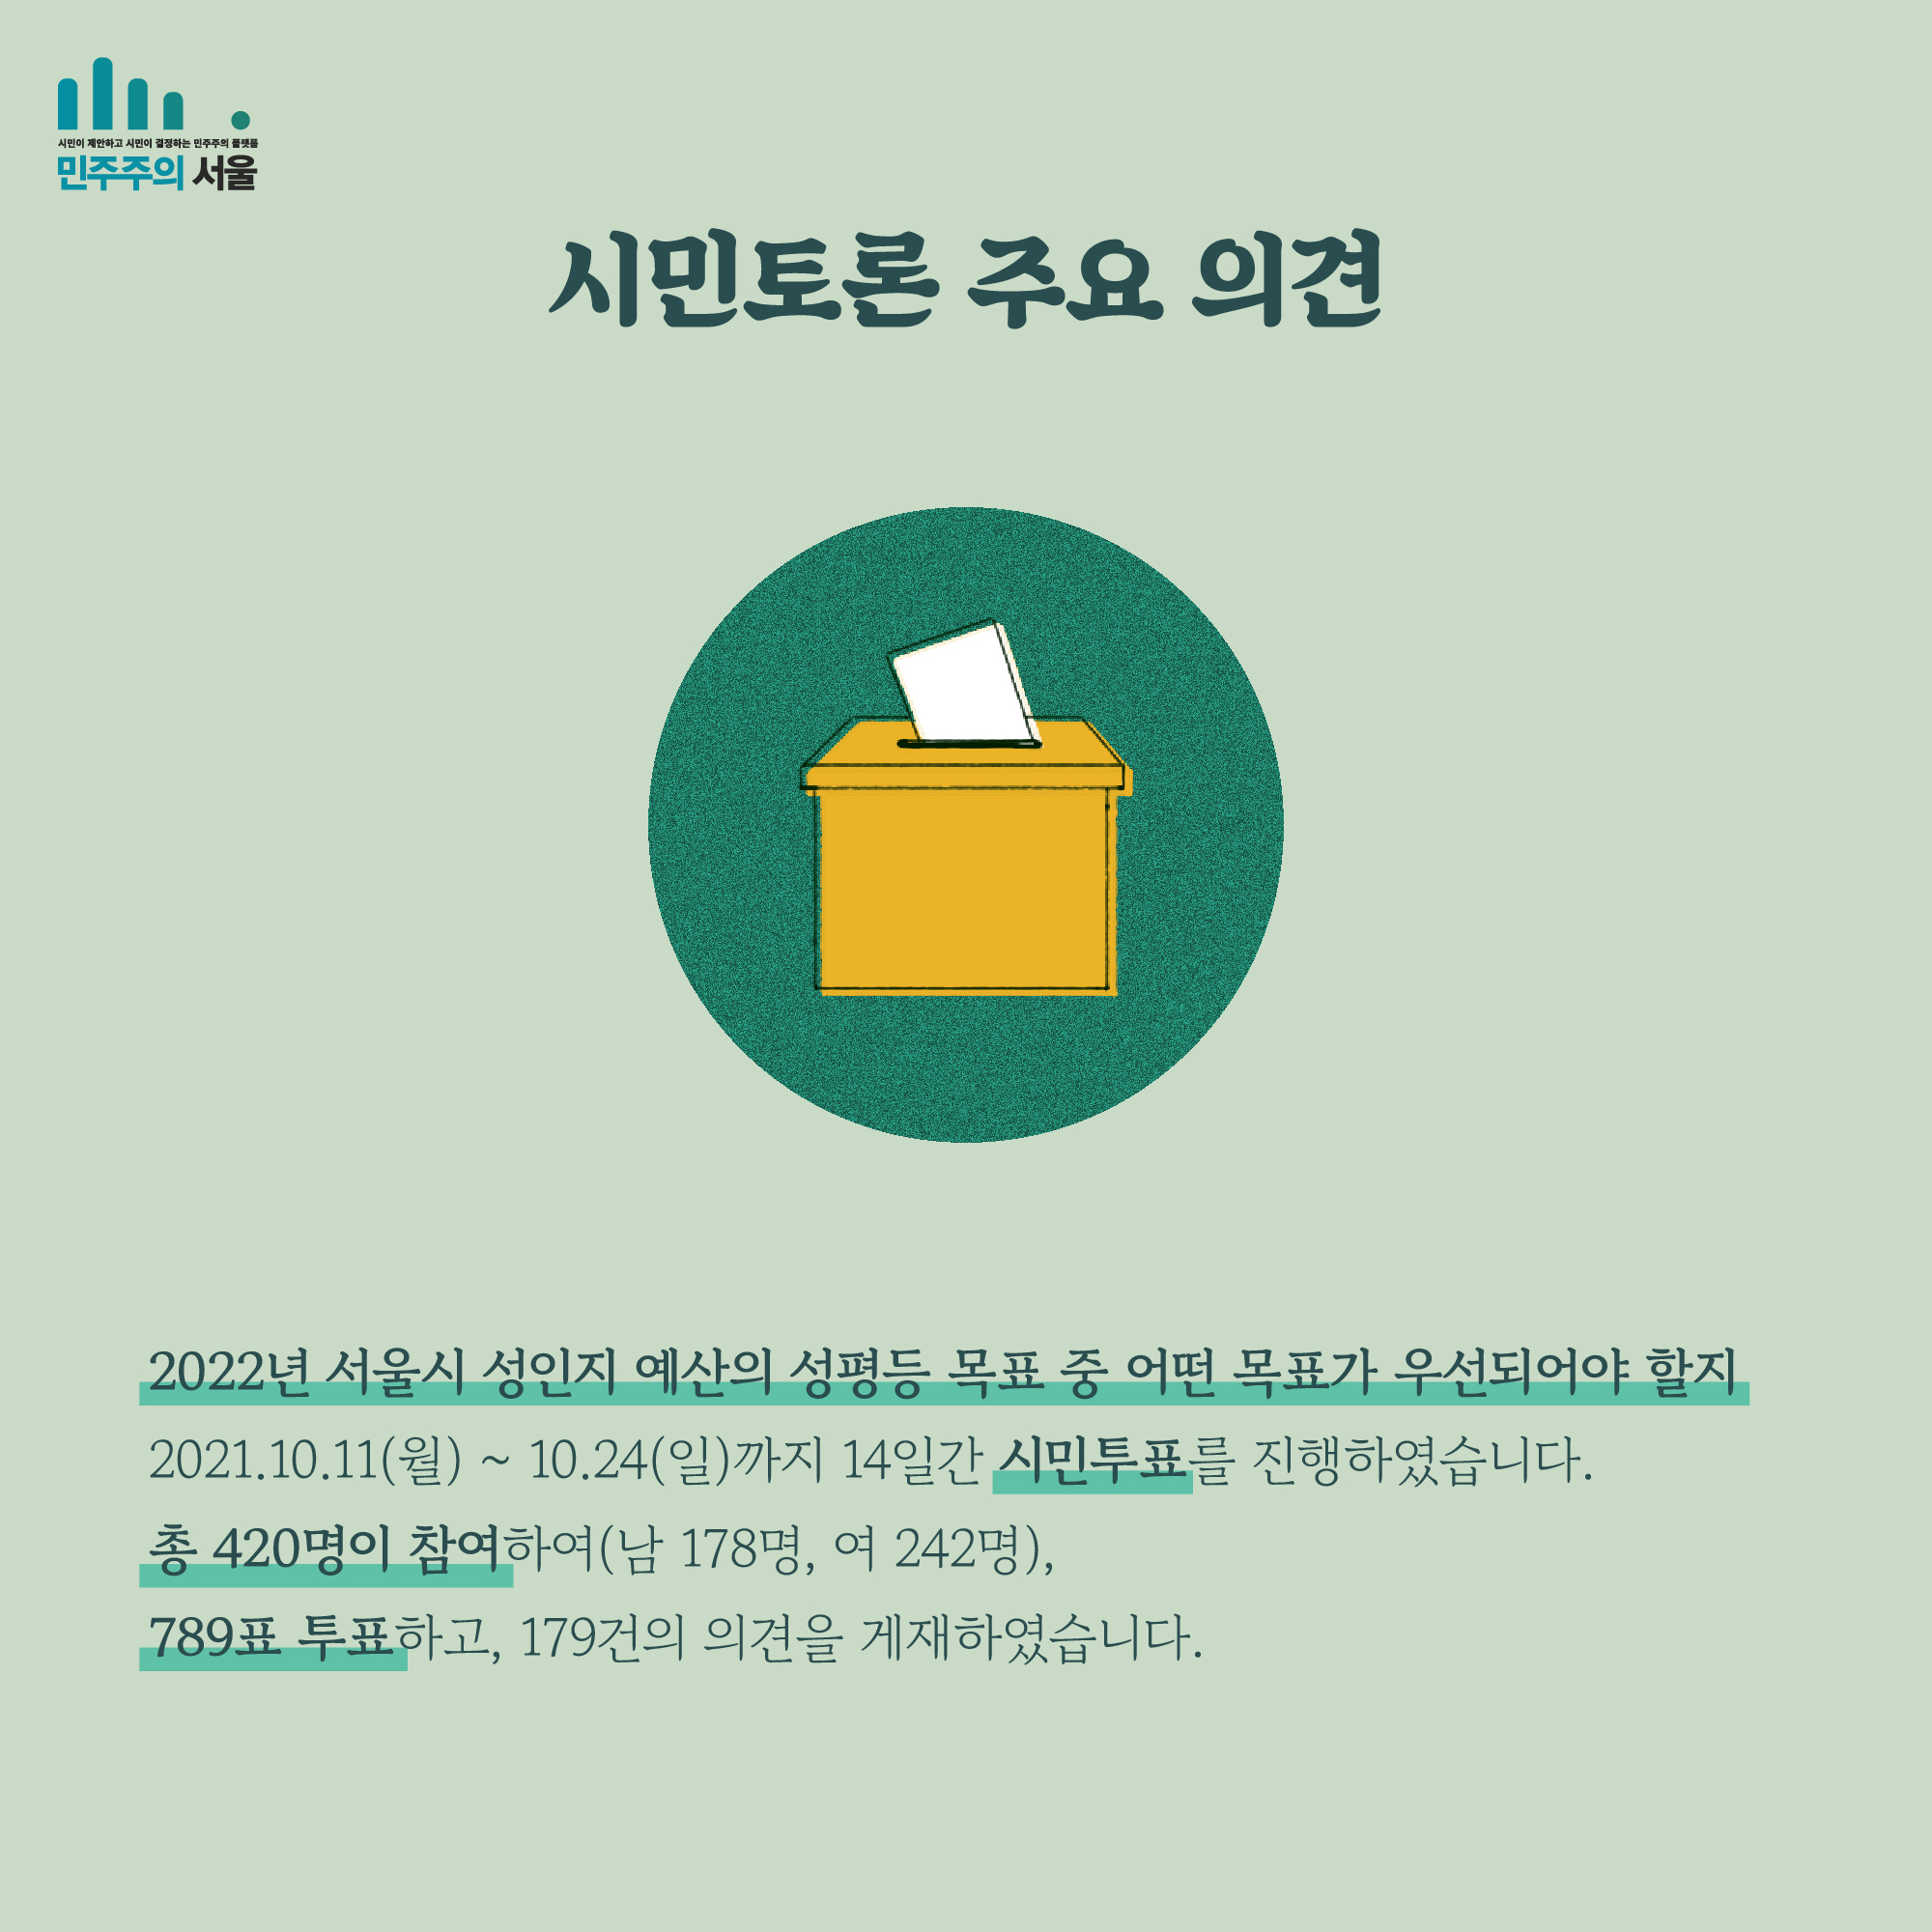 시민이 제안하고 시민이 결정하는 민주주의 플랫폼
민주주의 서울
시민토론 주요 의견
2022년 서울시 성인지 예산의 성평등 목표 중 어떤 목표가 우선되어야 할지
2021.10.11(월) ~ 10.24(일)까지 14일간 시민투표를 진행하였습니다.
총 420명이 참여하여(남 178명, 여 242명),
789표 투표하고, 179건의 의견을 게재하였습니다.